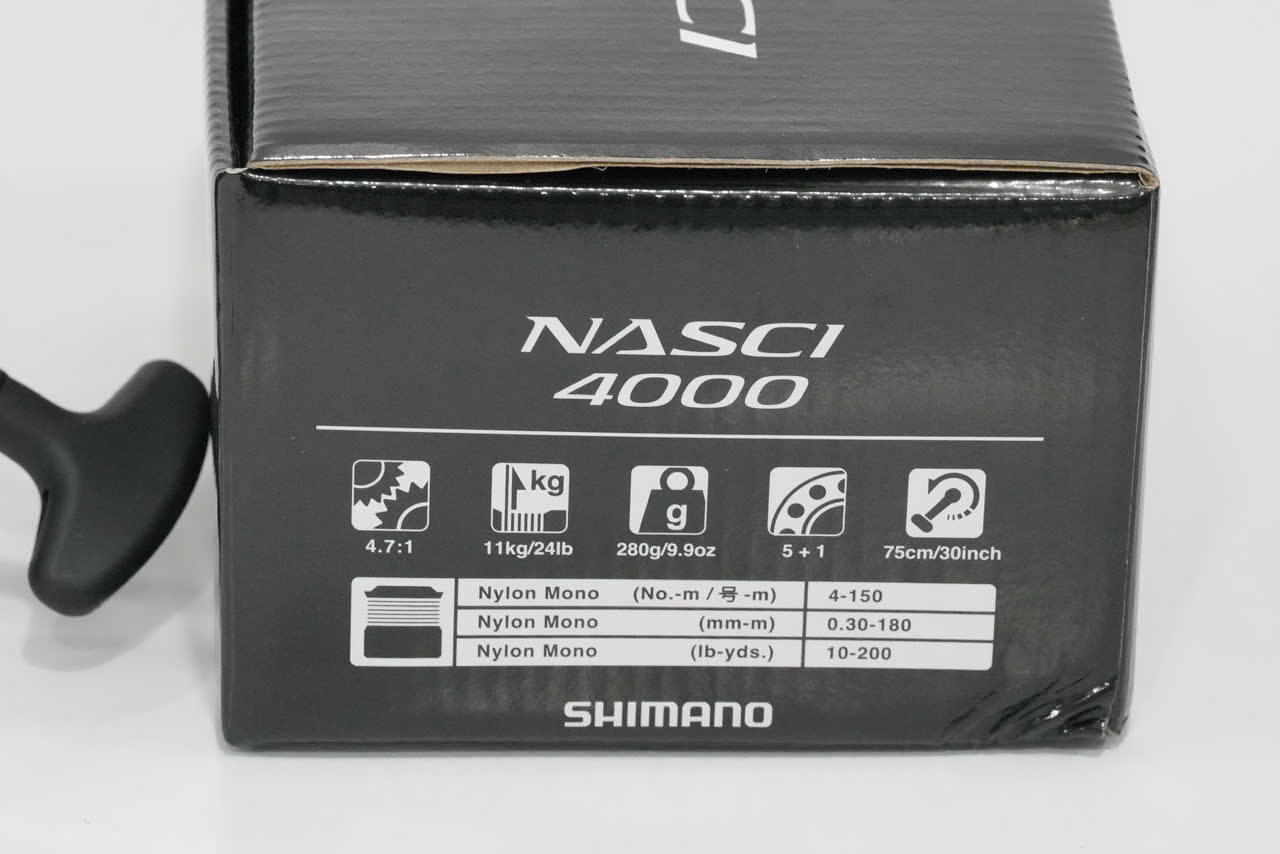 CI
NASCI
4000
kg
g
4.7:1
11kg/24lb
280g/9.9oz
5 + 1
75cm/30inch
Nylon Mono (No.-m / 号 -m) 4-150
Nylon Mono (mm-m) 0.30-180
Nylon Mono (lb-yds.) 10-200
SHIMANO